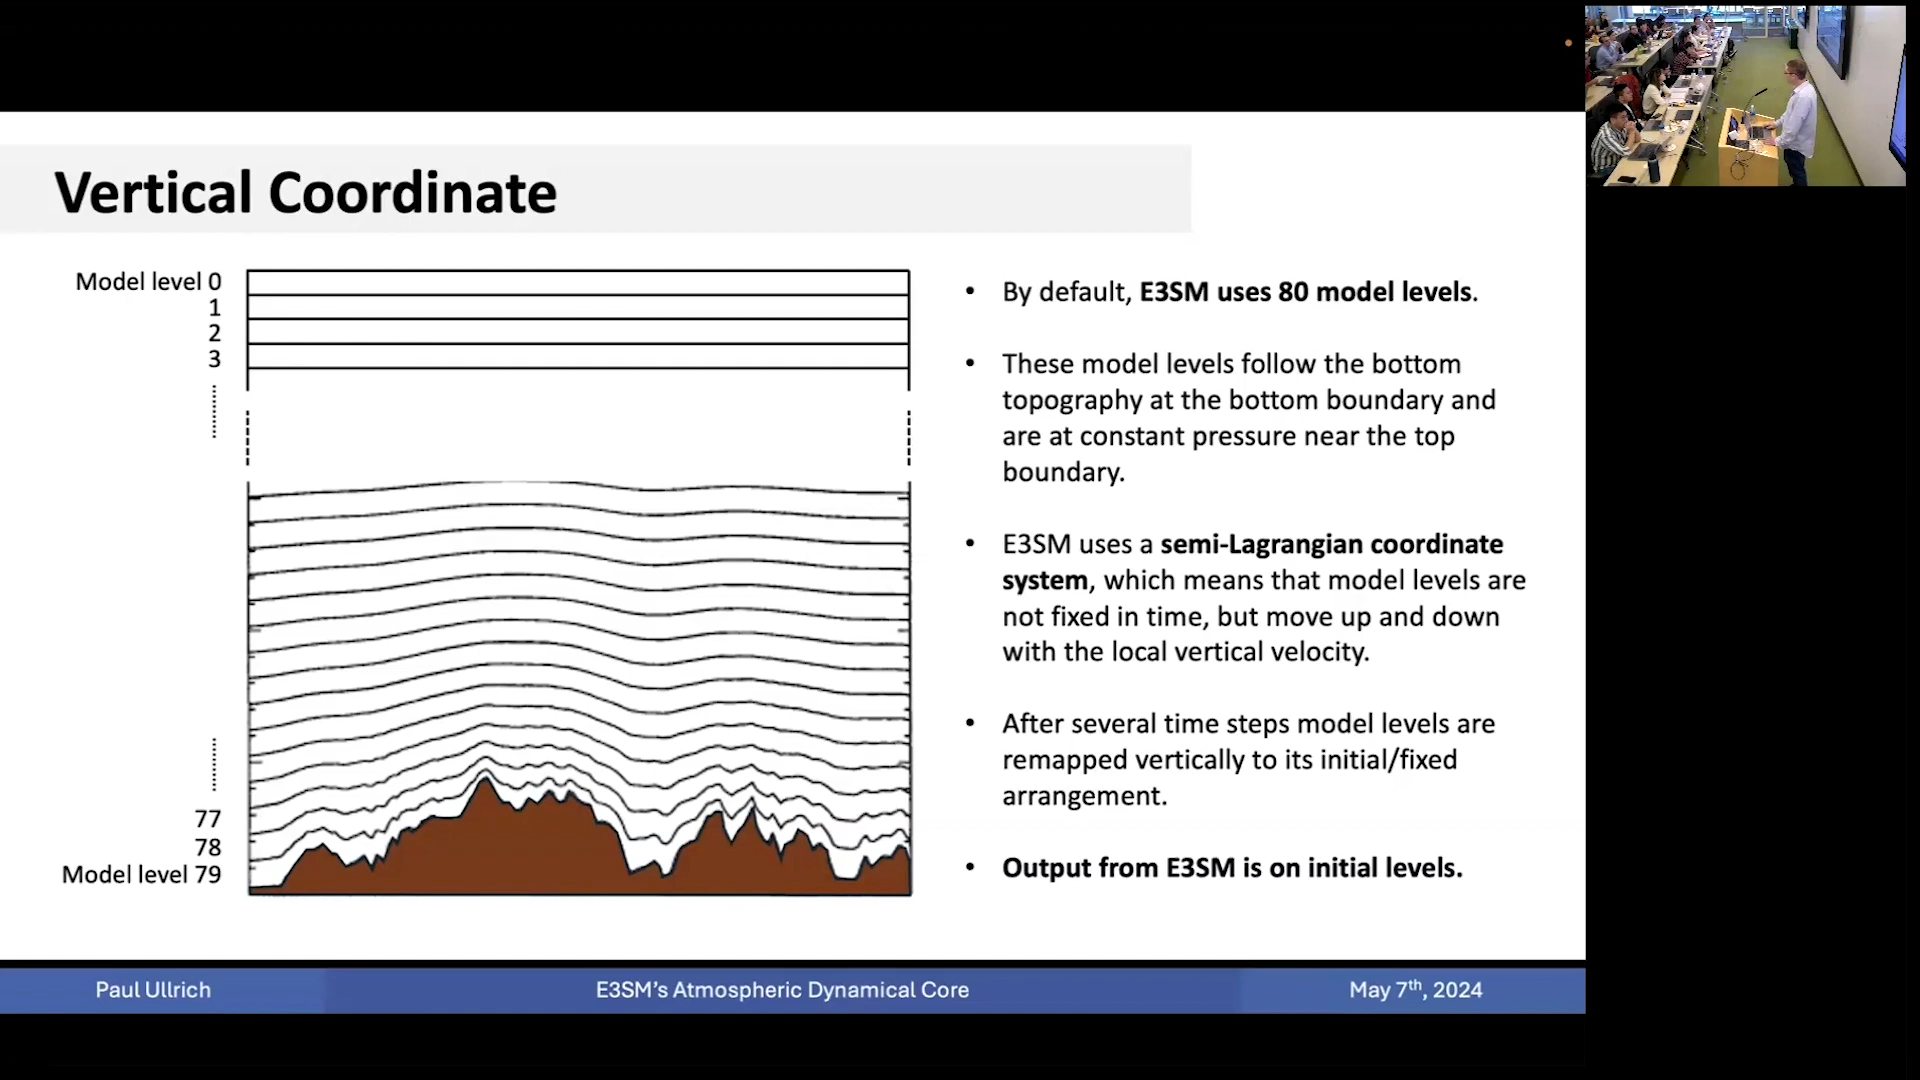 Vertical Coordinate
Model level 0
1
2
3
77
78
Model level 79
• By default, E3SM uses 80 model levels.
• These model levels follow the bottom
topography at the bottom boundary and
are at constant pressure near the top
boundary.
• E3SM uses a semi-Lagrangian coordinate
system, which means that model levels are
not fixed in time, but move up and down
with the local vertical velocity.
• After several time steps model levels are
remapped vertically to its initial/fixed
arrangement.
• Output from E3SM is on initial levels.
Paul Ullrich
E3SM's Atmospheric Dynamical Core
May 7th, 2024